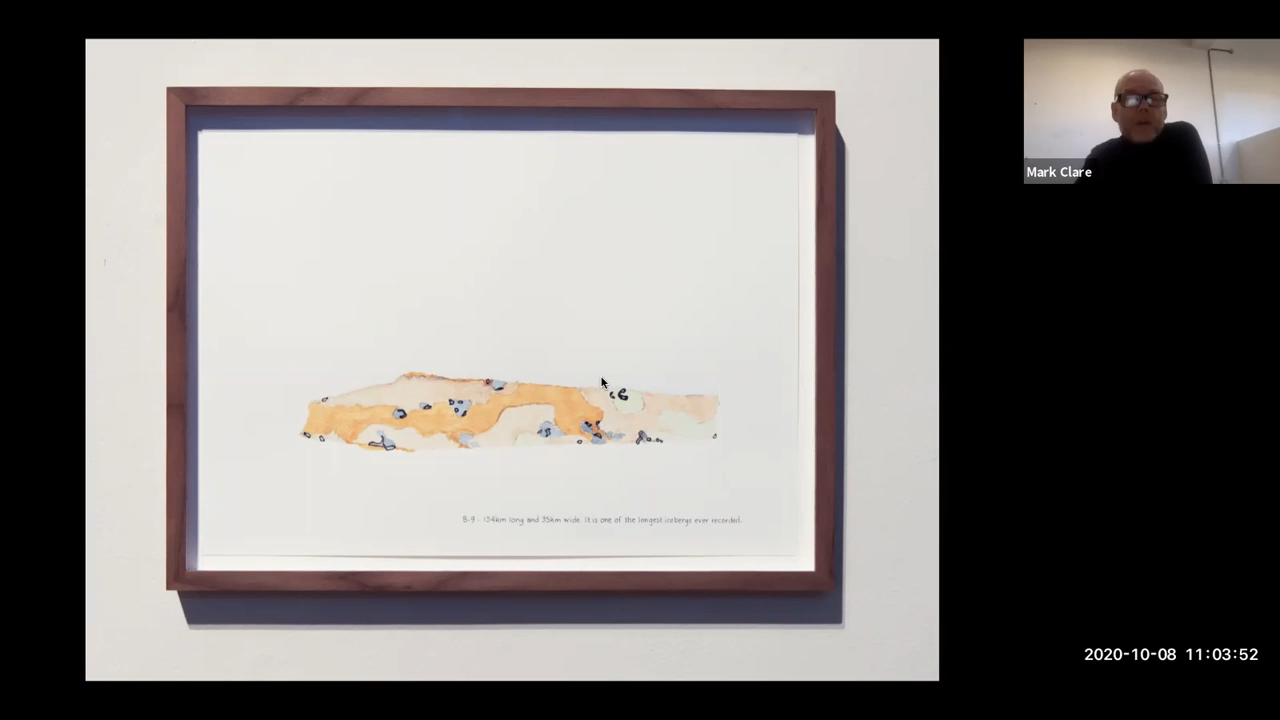 Mark Clare
B-9 - 154km long and 35km wide. It is one of the longest icebergs ever recorded.
2020-10-08 11:03:52